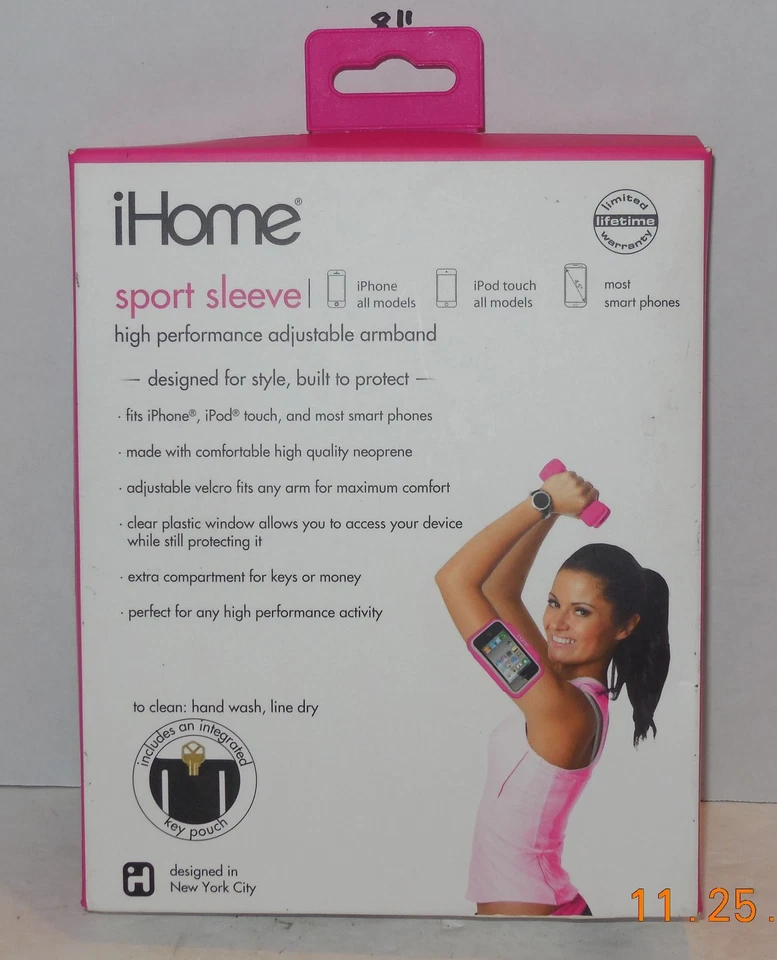 8"
iHome®
limited
lifetime
warranty
sport sleeve
iPhone
all models
iPod touch
all models
4.5"
most
smart phones
high performance adjustable armband
— designed for style, built to protect —
· fits iPhone®, iPod® touch, and most smart phones
· made with comfortable high quality neoprene
· adjustable velcro fits any arm for maximum comfort
· clear plastic window allows you to access your device
while still protecting it
· extra compartment for keys or money
· perfect for any high performance activity
to clean: hand wash, line dry
includes an integrated
key pouch
designed in
New York City
11.25.